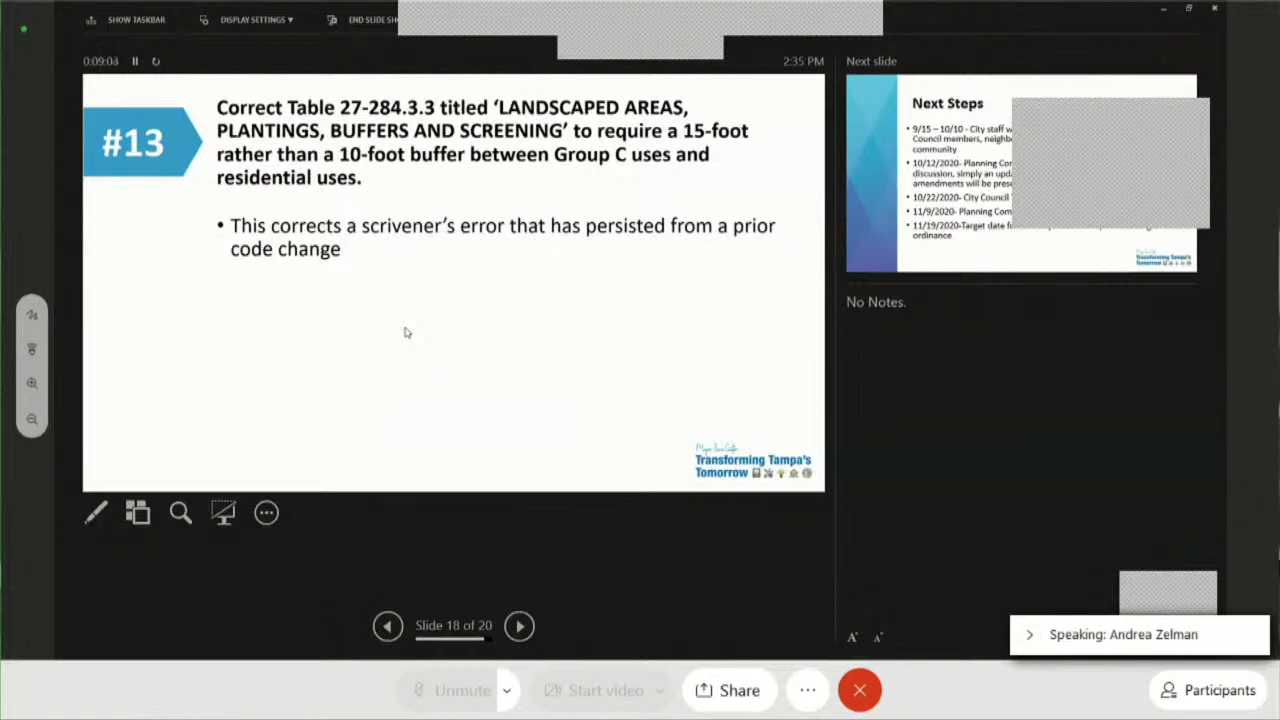 SHOW TASKBAR
DISPLAY SETTINGS ▾
END SLIDE
0:09:03
2:35 PM
Next slide
#13
Correct Table 27-284.3.3 titled ‘LANDSCAPED AREAS,
PLANTINGS, BUFFERS AND SCREENING’ to require a 15-foot
rather than a 10-foot buffer between Group C uses and
residential uses.
• This corrects a scrivener’s error that has persisted from a prior
code change
Transforming Tampa's
Tomorrow
Next Steps
• 9/15 – 10/10 - City staff
Council members,
community
• 10/12/2020- Planning
discussion, simply an
amendments will be
• 10/22/2020- City Council
• 11/9/2020- Planning
• 11/19/2020-Target date
ordinance
Transforming Tampa's
Tomorrow
No Notes.
Slide 18 of 20
A A
Speaking: Andrea Zelman
Unmute
Start video
Share
Participants